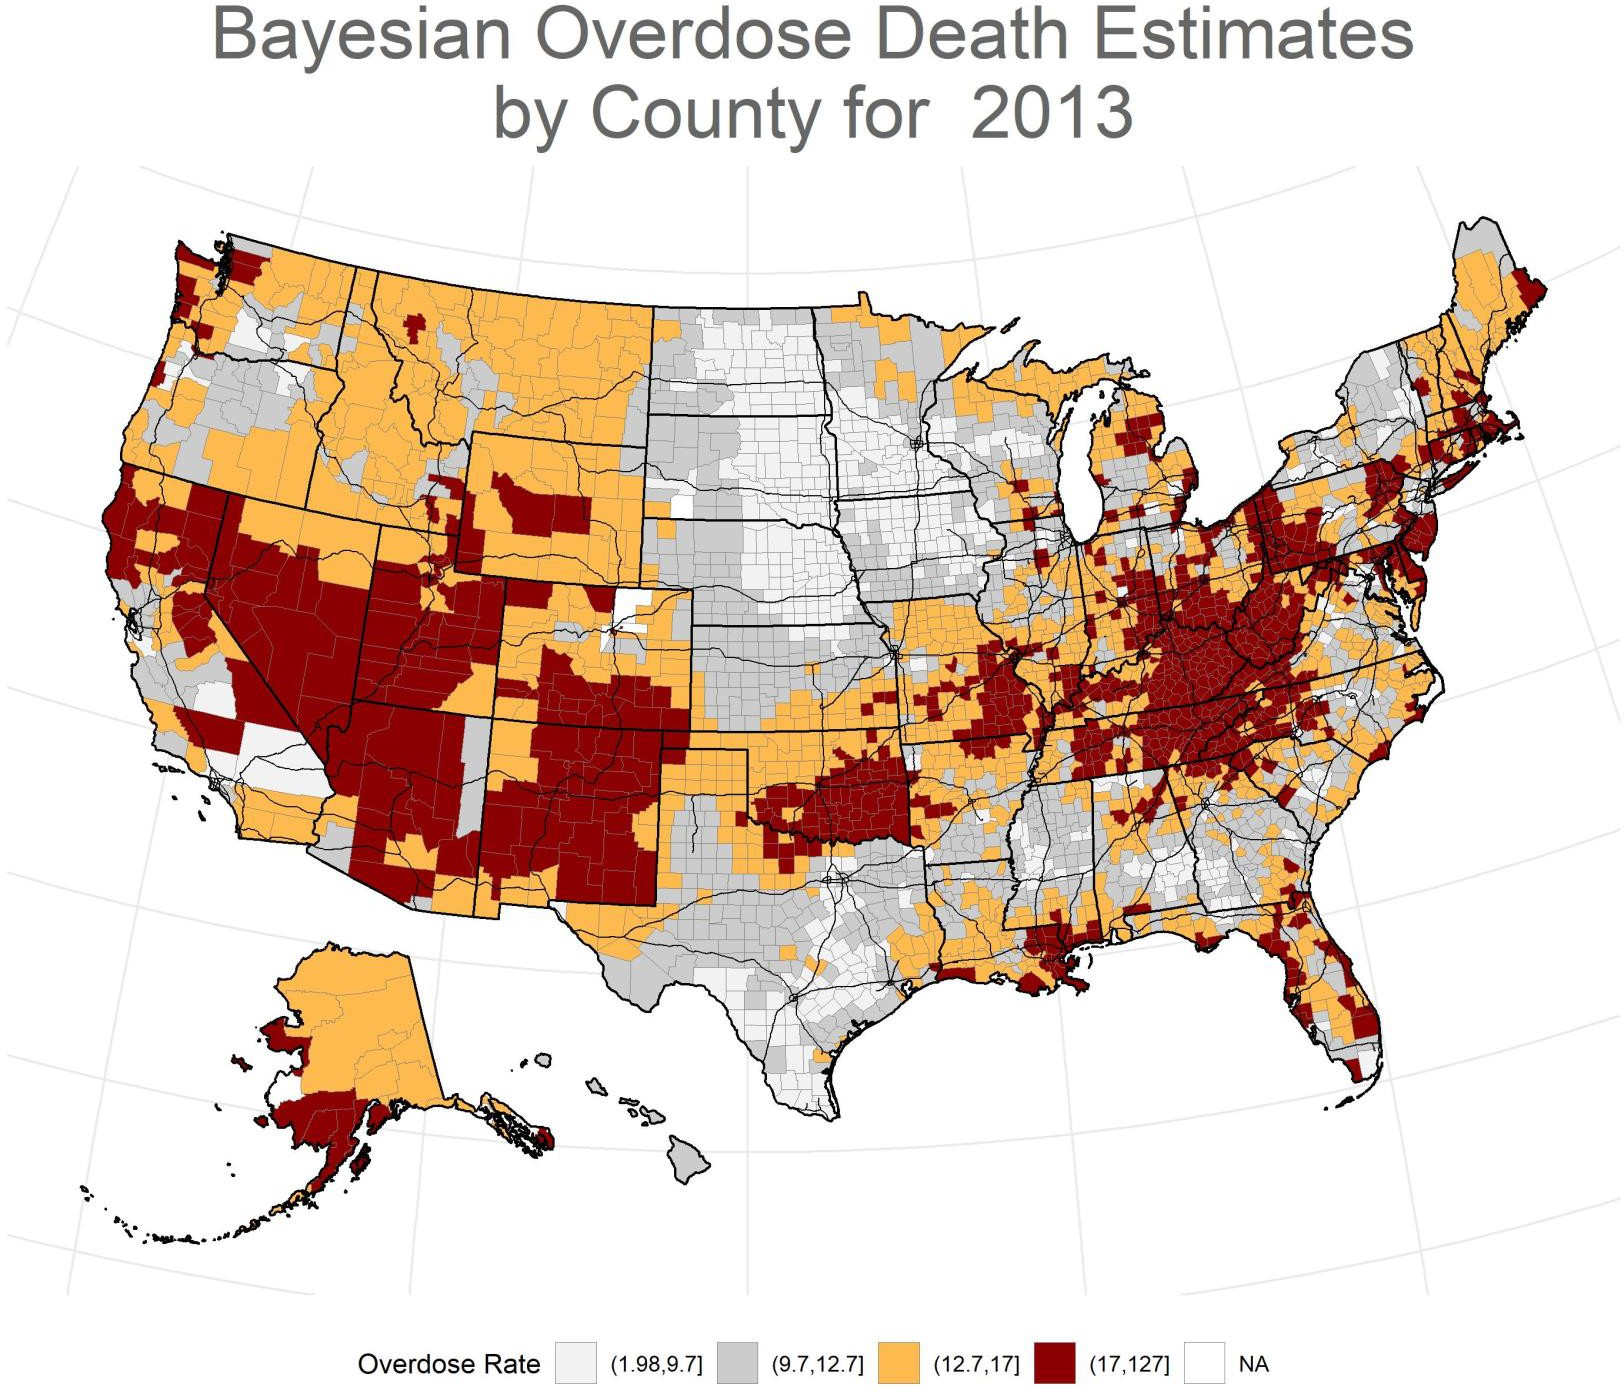 Bayesian Overdose Death Estimates
by County for 2013
Overdose Rate (1.98,9.7] (9.7,12.7] (12.7,17] (17,127] NA